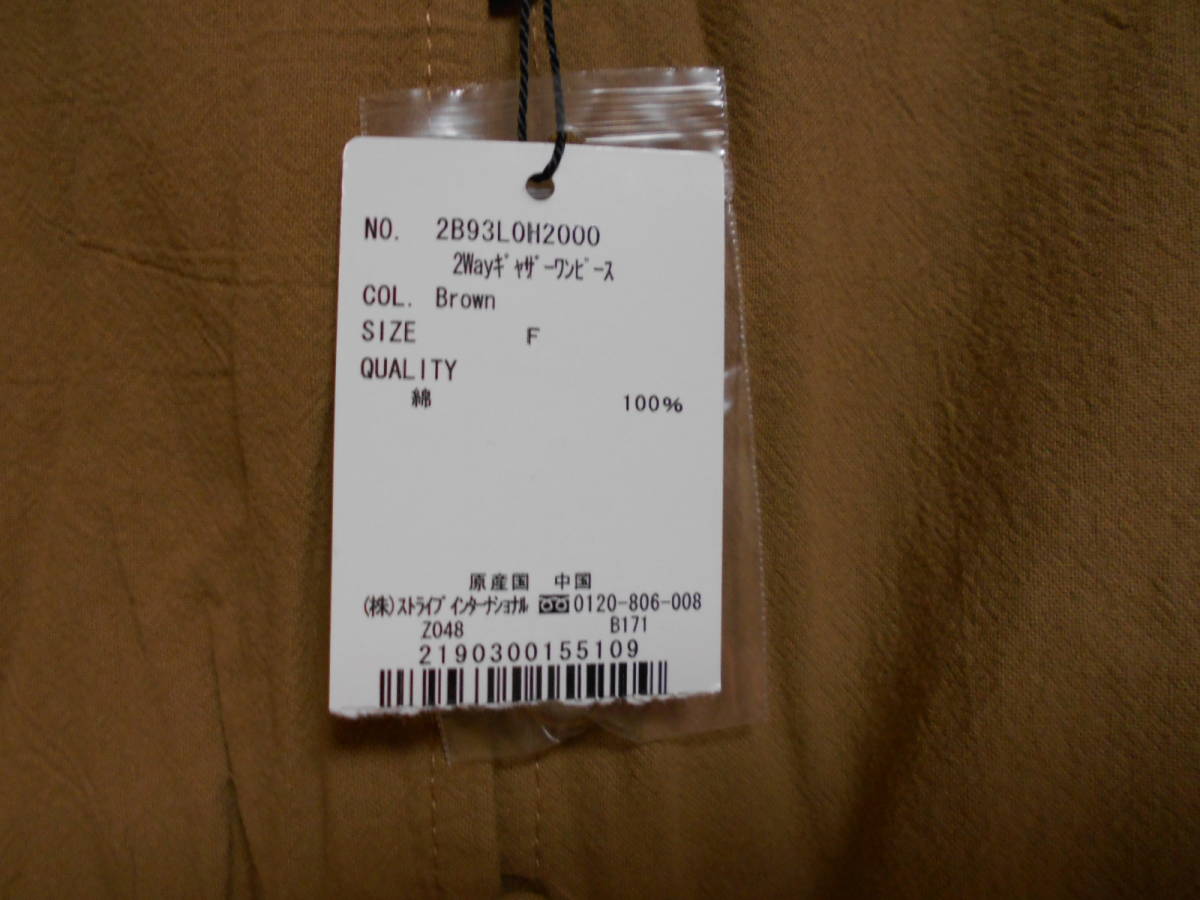 NO. 2B93L0H2000
2Wayｷﾞｬｻﾞｰﾜﾝﾋﾟｰｽ
COL. Brown
SIZE F
QUALITY
綿 100%
原産国 中国
(株)ｽﾄﾗｲﾌﾟｲﾝﾀｰﾅｼｮﾅﾙ 0120-806-008
Z048 B171
2190300155109